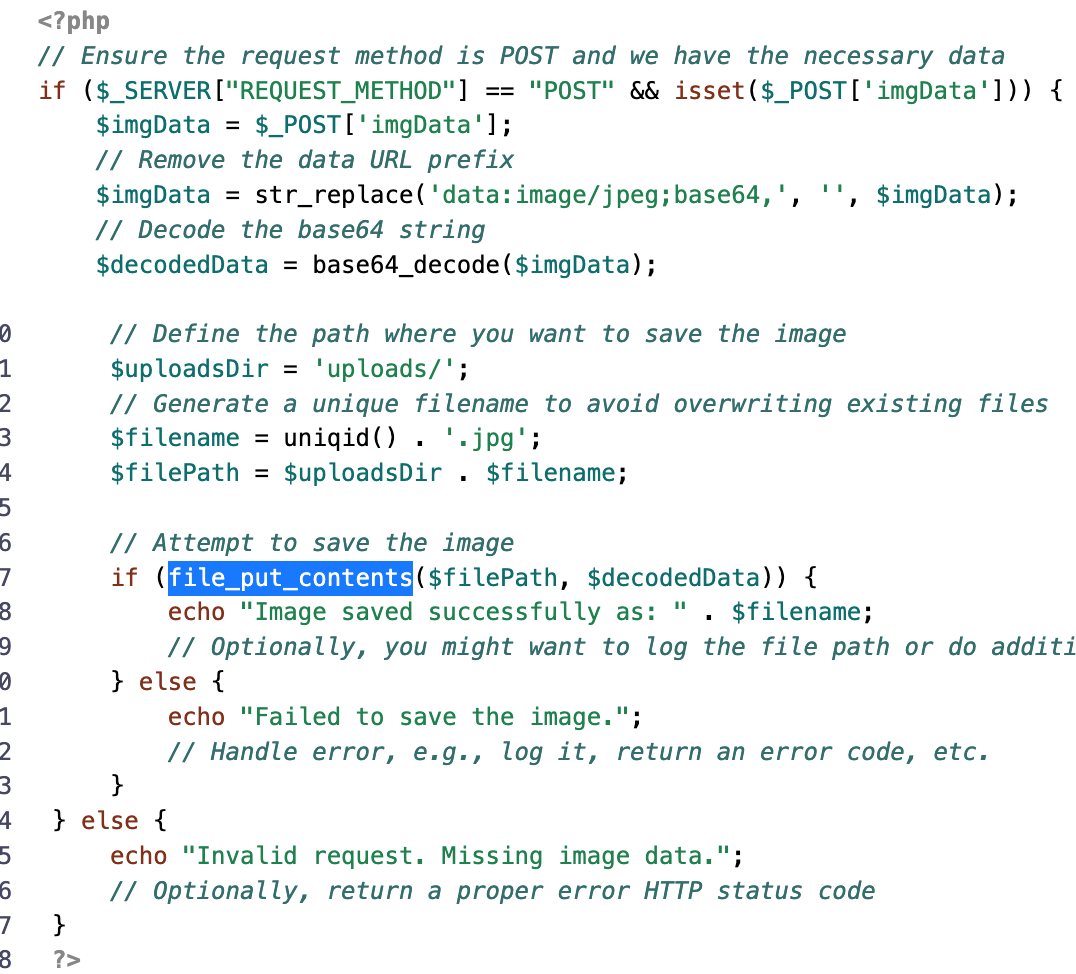 <?php
// Ensure the request method is POST and we have the necessary data
if ($_SERVER["REQUEST_METHOD"] == "POST" && isset($_POST['imgData'])) {
    $imgData = $_POST['imgData'];
    // Remove the data URL prefix
    $imgData = str_replace('data:image/jpeg;base64,', '', $imgData);
    // Decode the base64 string
    $decodedData = base64_decode($imgData);
0    // Define the path where you want to save the image
1    $uploadsDir = 'uploads/';
2    // Generate a unique filename to avoid overwriting existing files
3    $filename = uniqid() . '.jpg';
4    $filePath = $uploadsDir . $filename;
5
6    // Attempt to save the image
7    if (file_put_contents($filePath, $decodedData)) {
8        echo "Image saved successfully as: " . $filename;
9        // Optionally, you might want to log the file path or do additi
0    } else {
1        echo "Failed to save the image.";
2        // Handle error, e.g., log it, return an error code, etc.
3    }
4 } else {
5    echo "Invalid request. Missing image data.";
6    // Optionally, return a proper error HTTP status code
7 }
8 ?>